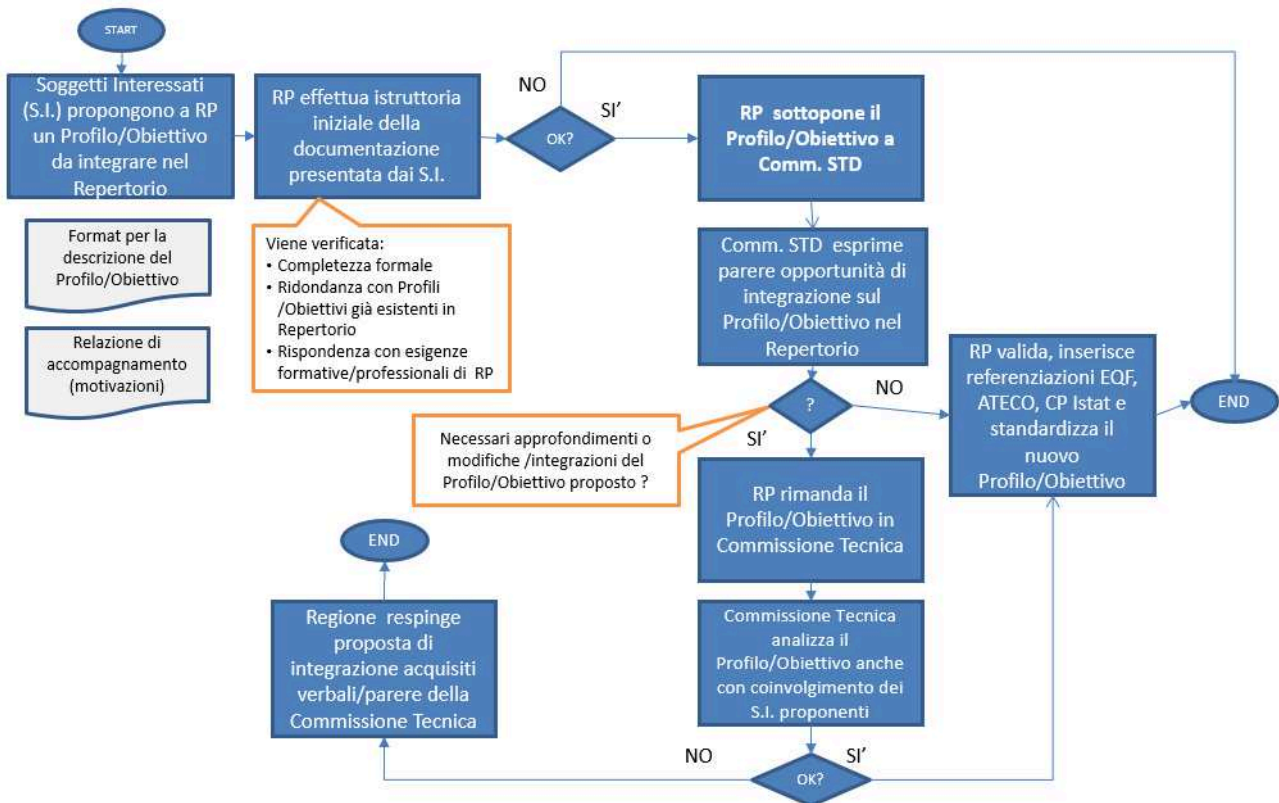 START
Soggetti Interessati
(S.I.) propongono a RP
un Profilo/Obiettivo
da integrare nel
Repertorio
RP effettua istruttoria
iniziale della
documentazione
presentata dai S.I.
OK?
NO
SI’
RP sottopone il
Profilo/Obiettivo a
Comm. STD
Format per la
descrizione del
Profilo/Obiettivo
Relazione di
accompagnamento
(motivazioni)
Viene verificata:
• Completezza formale
• Ridondanza con Profili
/Obiettivi già esistenti in
Repertorio
• Rispondenza con esigenze
formative/professionali di RP
Comm. STD esprime
parere opportunità di
integrazione sul
Profilo/Obiettivo nel
Repertorio
?
NO
SI’
Necessari approfondimenti o
modifiche /integrazioni del
Profilo/Obiettivo proposto ?
RP valida, inserisce
referenziazioni EQF,
ATECO, CP Istat e
standardizza il
nuovo
Profilo/Obiettivo
END
RP rimanda il
Profilo/Obiettivo in
Commissione Tecnica
Commissione Tecnica
analizza il
Profilo/Obiettivo anche
con coinvolgimento dei
S.I. proponenti
END
Regione respinge
proposta di
integrazione acquisiti
verbali/parere della
Commissione Tecnica
NO
SI’
OK?